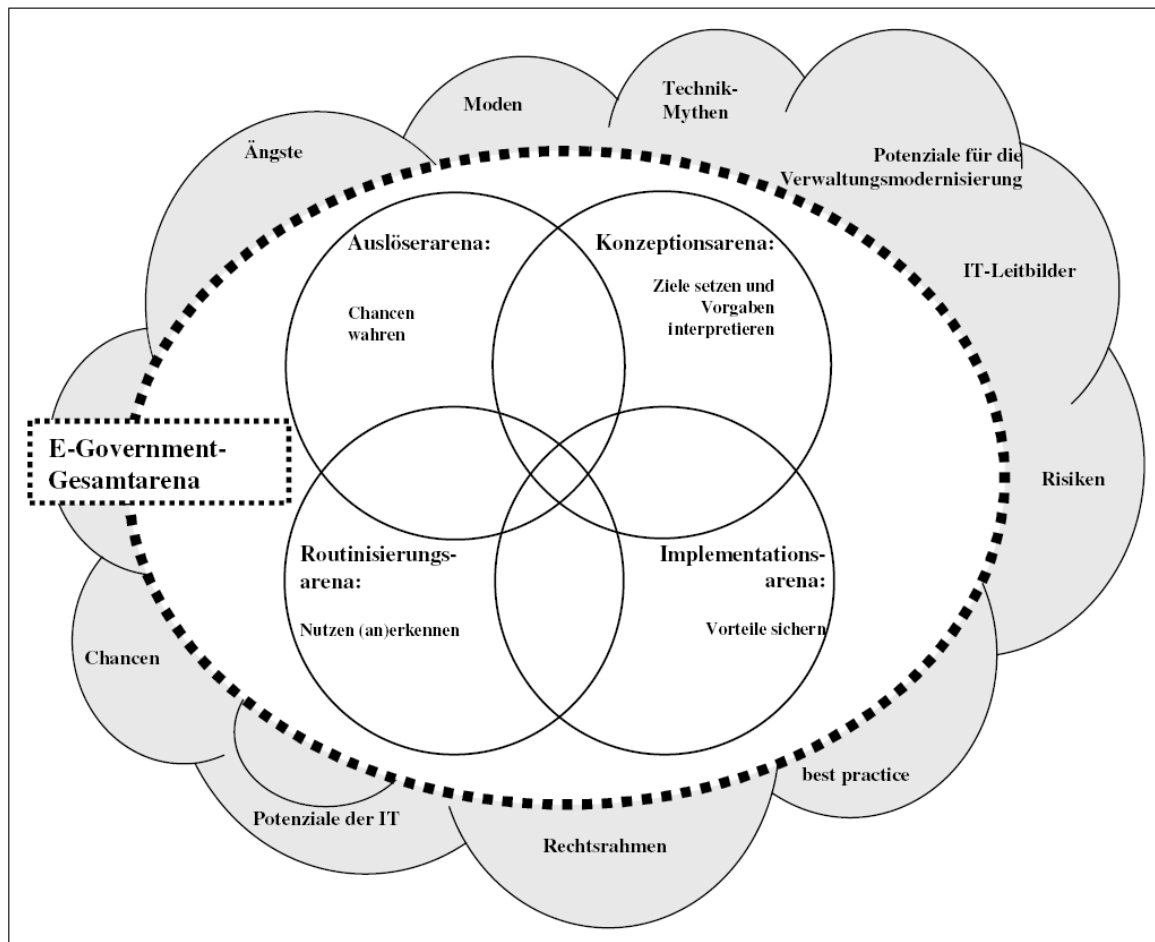 Technik-
Mythen
Moden
Ängste
Potenziale für die
Verwaltungsmodernisierung
Auslöserarena:
Konzeptionsarena:
IT-Leitbilder
Ziele setzen und
Vorgaben
interpretieren
Chancen
wahren
E-Government-
Gesamtarena
Risiken
Routinisierungs-
arena:
Implementations-
arena:
Nutzen (an)erkennen
Vorteile sichern
Chancen
best practice
Potenziale der IT
Rechtsrahmen